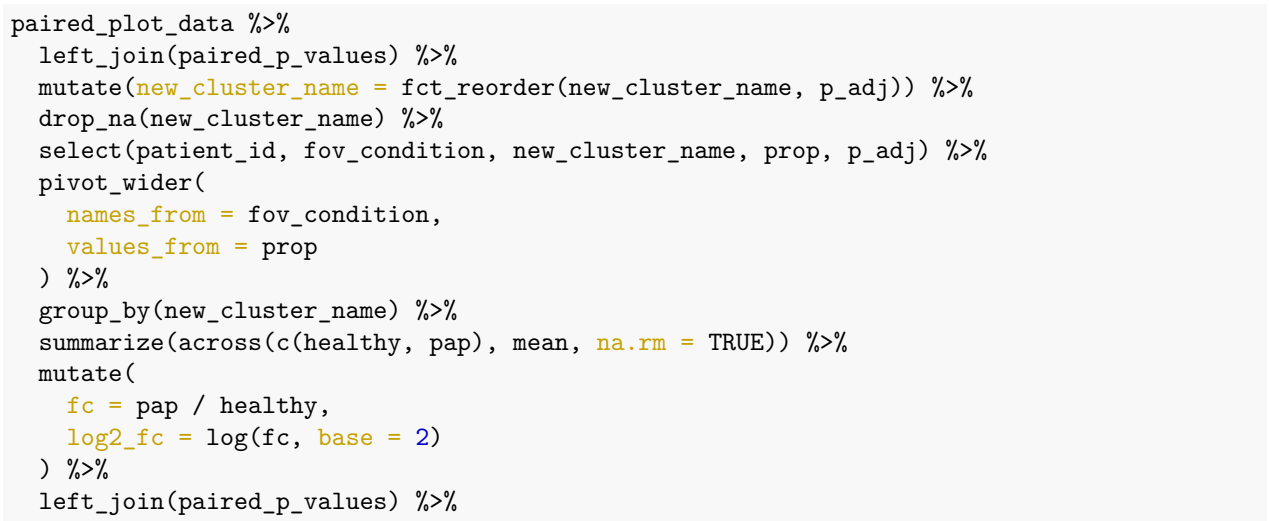 paired_plot_data %>%
  left_join(paired_p_values) %>%
  mutate(new_cluster_name = fct_reorder(new_cluster_name, p_adj)) %>%
  drop_na(new_cluster_name) %>%
  select(patient_id, fov_condition, new_cluster_name, prop, p_adj) %>%
  pivot_wider(
    names_from = fov_condition,
    values_from = prop
  ) %>%
  group_by(new_cluster_name) %>%
  summarize(across(c(healthy, pap), mean, na.rm = TRUE)) %>%
  mutate(
    fc = pap / healthy,
    log2_fc = log(fc, base = 2)
  ) %>%
  left_join(paired_p_values) %>%